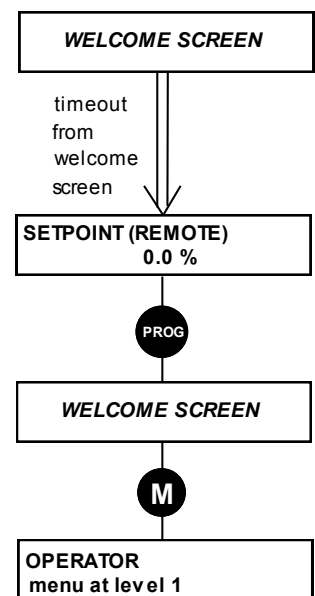 WELCOME SCREEN
timeout
from
welcome
screen
SETPOINT (REMOTE)
0.0 %
PROG
WELCOME SCREEN
M
OPERATOR
menu at level 1